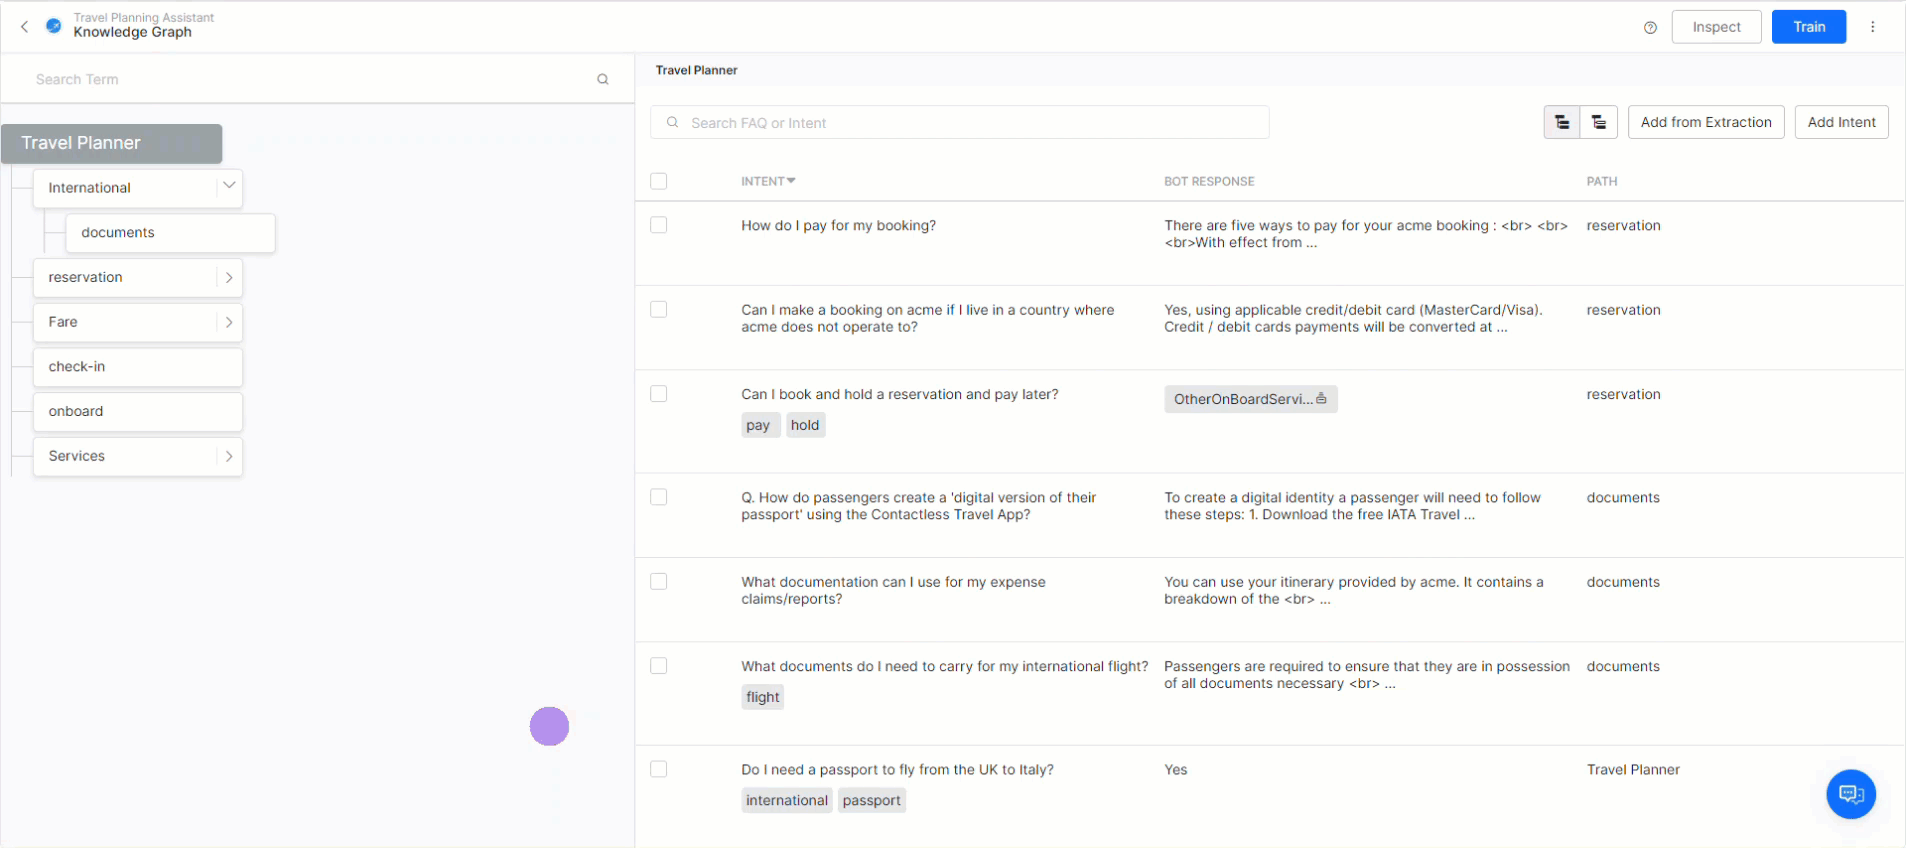 Travel Planning Assistant
Knowledge Graph
Inspect
Train
Search Term
Travel Planner
International
documents
reservation
Fare
check-in
onboard
Services
Travel Planner
Search FAQ or Intent
Add from Extraction
Add Intent
INTENT
BOT RESPONSE
PATH
How do I pay for my booking?
There are five ways to pay for your acme booking : <br> <br>
<br>With effect from ...
reservation
Can I make a booking on acme if I live in a country where
acme does not operate to?
Yes, using applicable credit/debit card (MasterCard/Visa).
Credit / debit cards payments will be converted at ...
reservation
Can I book and hold a reservation and pay later?
pay
hold
OtherOnBoardServi...
reservation
Q. How do passengers create a 'digital version of their
passport' using the Contactless Travel App?
To create a digital identity a passenger will need to follow
these steps: 1. Download the free IATA Travel ...
documents
What documentation can I use for my expense
claims/reports?
You can use your itinerary provided by acme. It contains a
breakdown of the <br> ...
documents
What documents do I need to carry for my international flight?
flight
Passengers are required to ensure that they are in possession
of all documents necessary <br> ...
documents
Do I need a passport to fly from the UK to Italy?
international
passport
Yes
Travel Planner